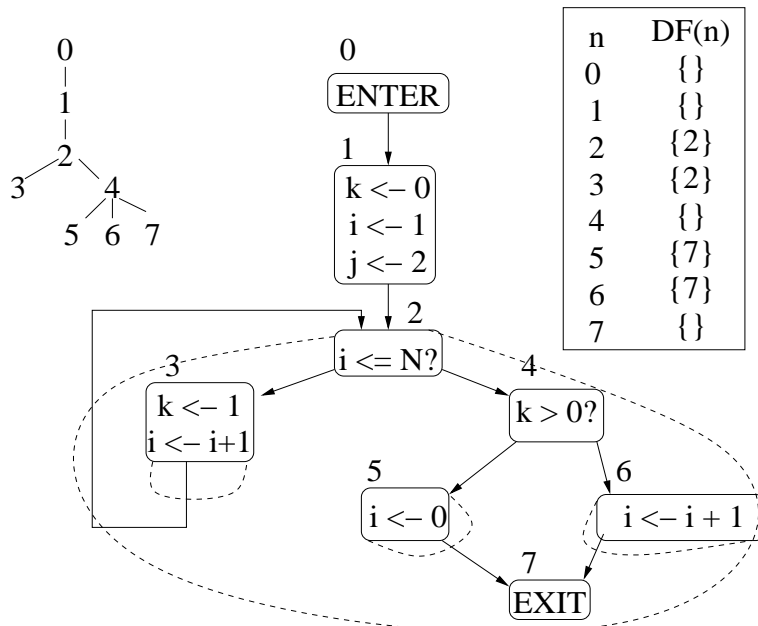 0
1
2
3 4
5 6 7
0
ENTER
1
k <– 0
i <– 1
j <– 2
2
i <= N?
3
k <– 1
i <– i+1
4
k > 0?
5
i <– 0
6
i <– i + 1
7
EXIT
n DF(n)
0 {}
1 {}
2 {2}
3 {2}
4 {}
5 {7}
6 {7}
7 {}